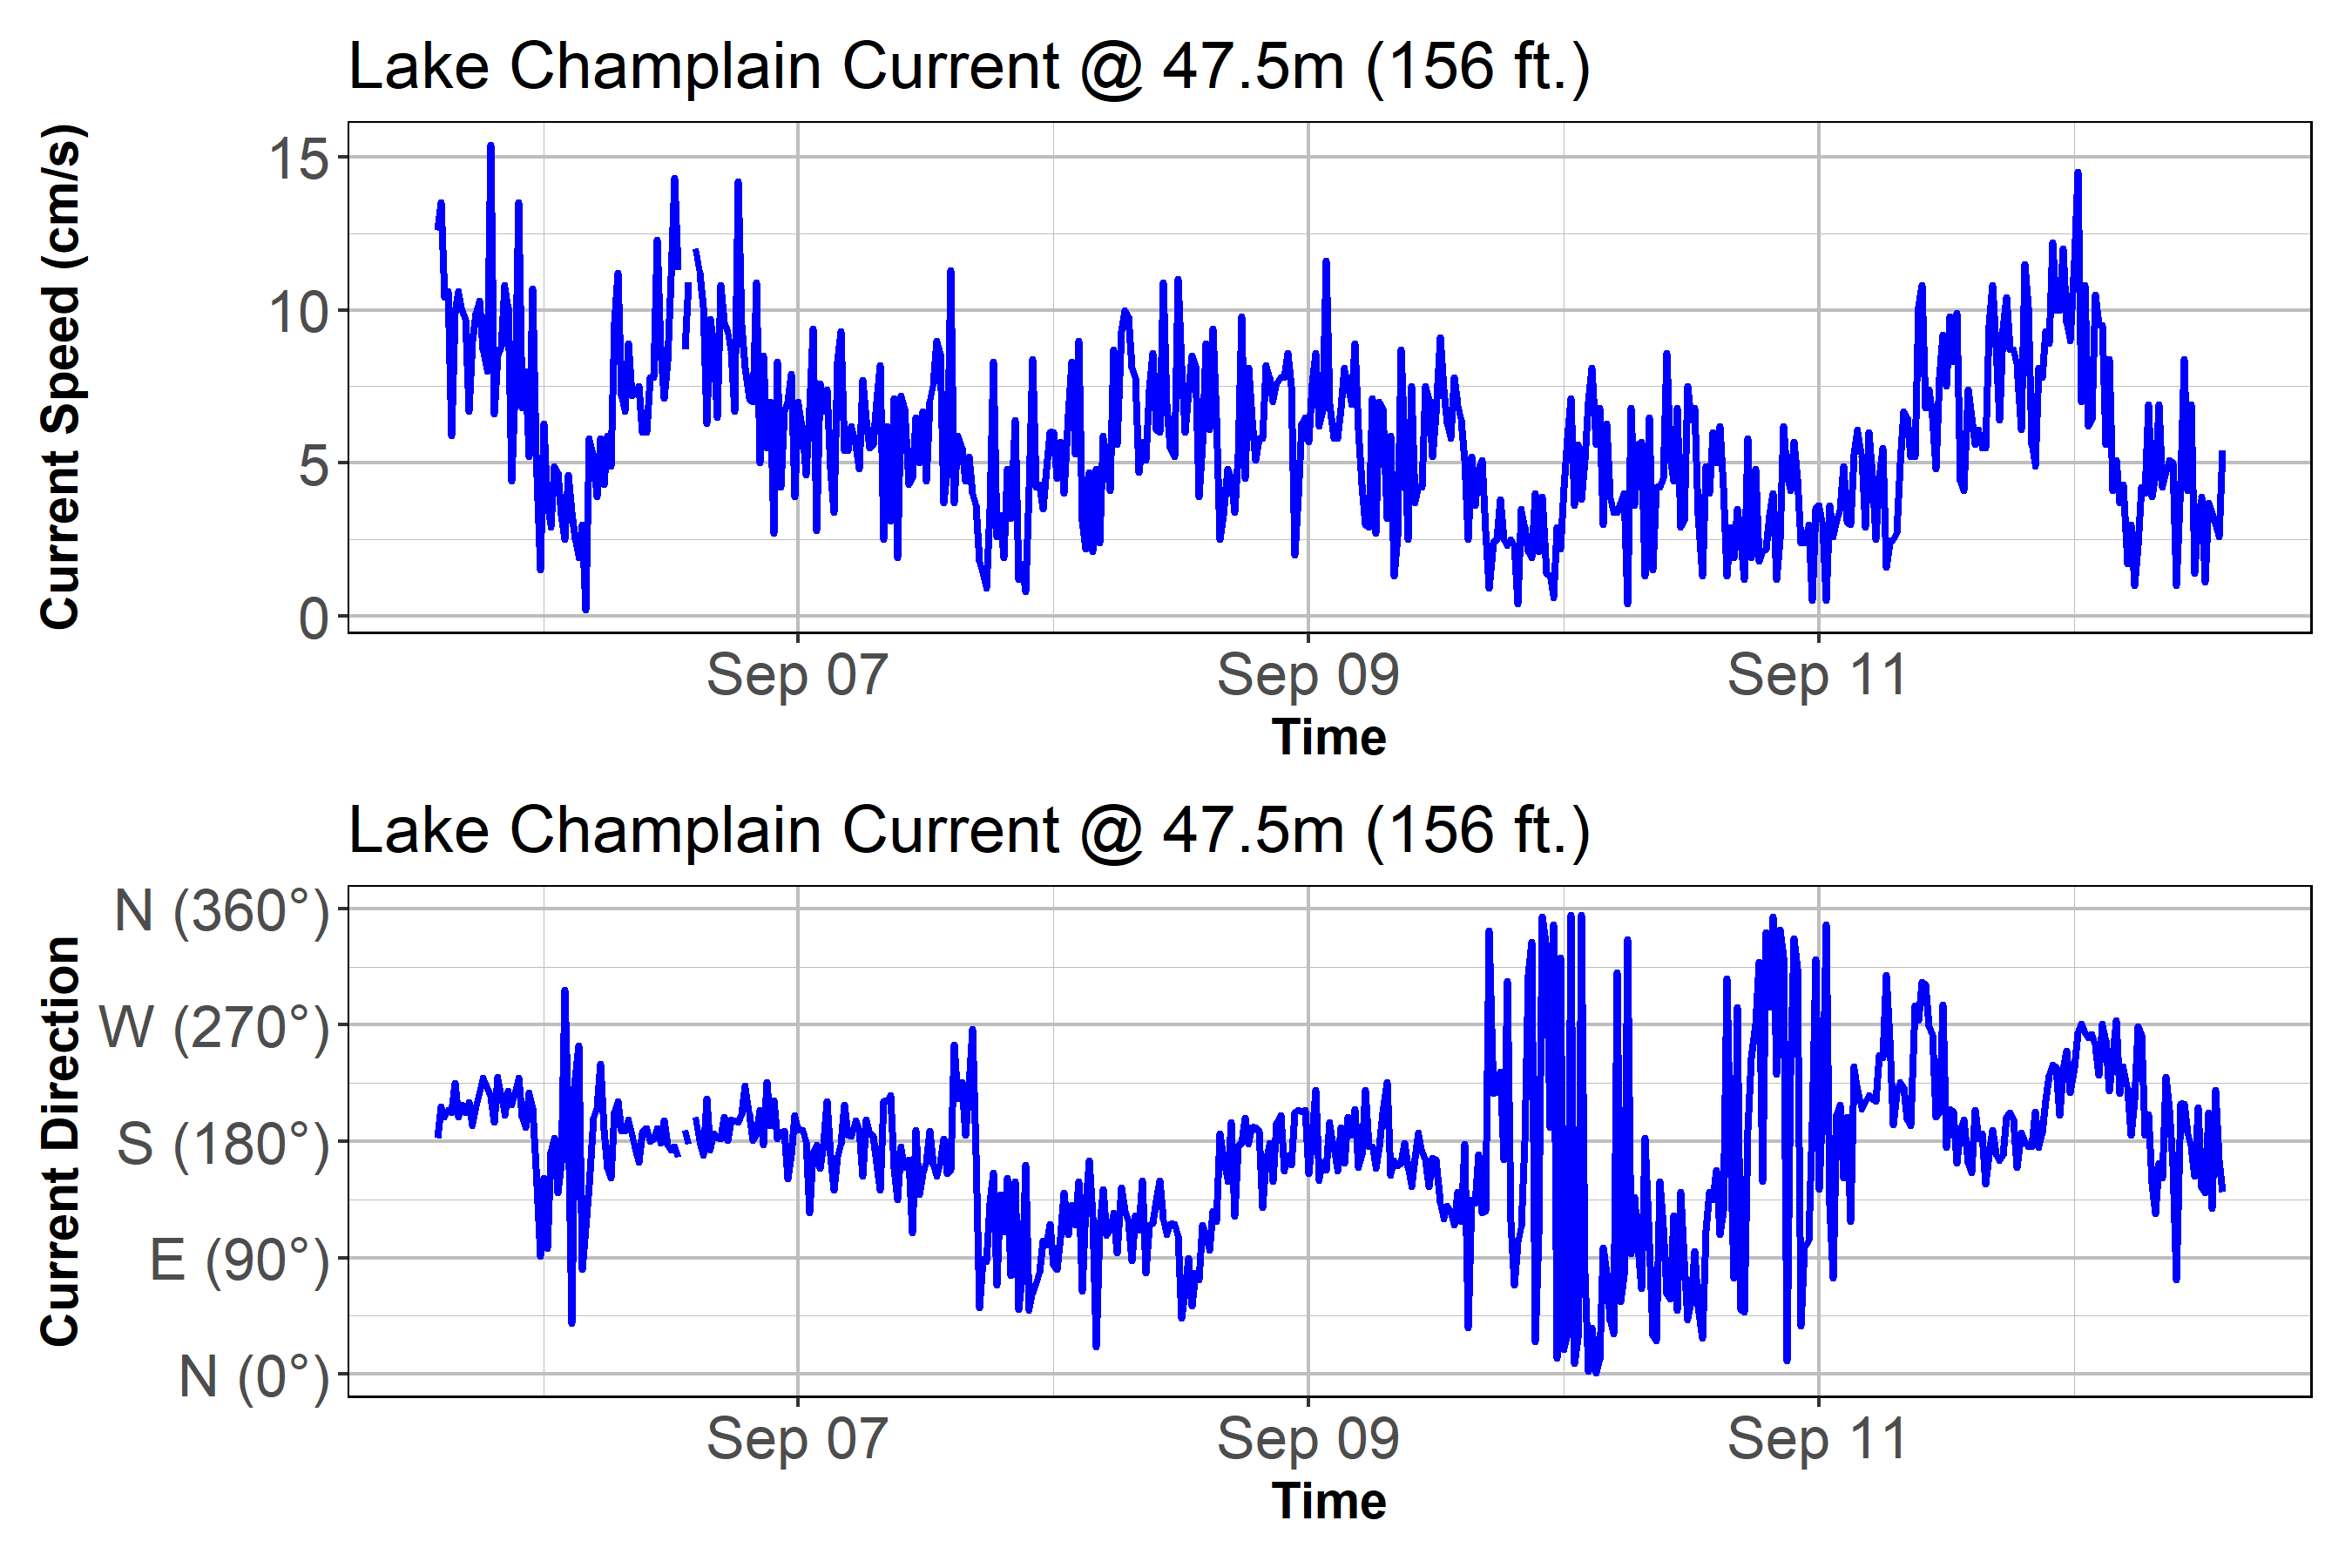 Lake Champlain Current @ 47.5m (156 ft.)
Current Speed (cm/s)
15
10
5
0
Sep 07 Sep 09 Sep 11
Time
Lake Champlain Current @ 47.5m (156 ft.)
Current Direction
N (360°)
W (270°)
S (180°)
E (90°)
N (0°)
Sep 07 Sep 09 Sep 11
Time